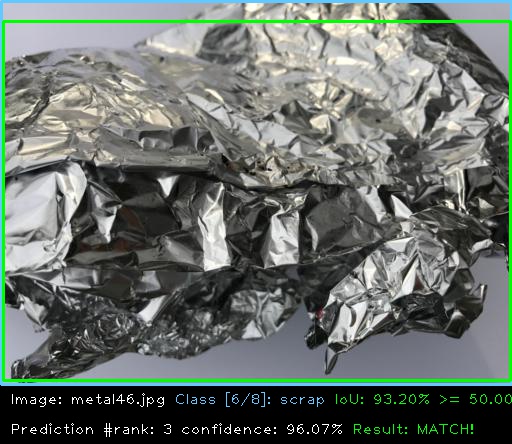 Image: metal46.jpg Class [6/8]: scrap IoU: 93.20% >= 50.00
Prediction #rank: 3 confidence: 96.07% Result: MATCH!